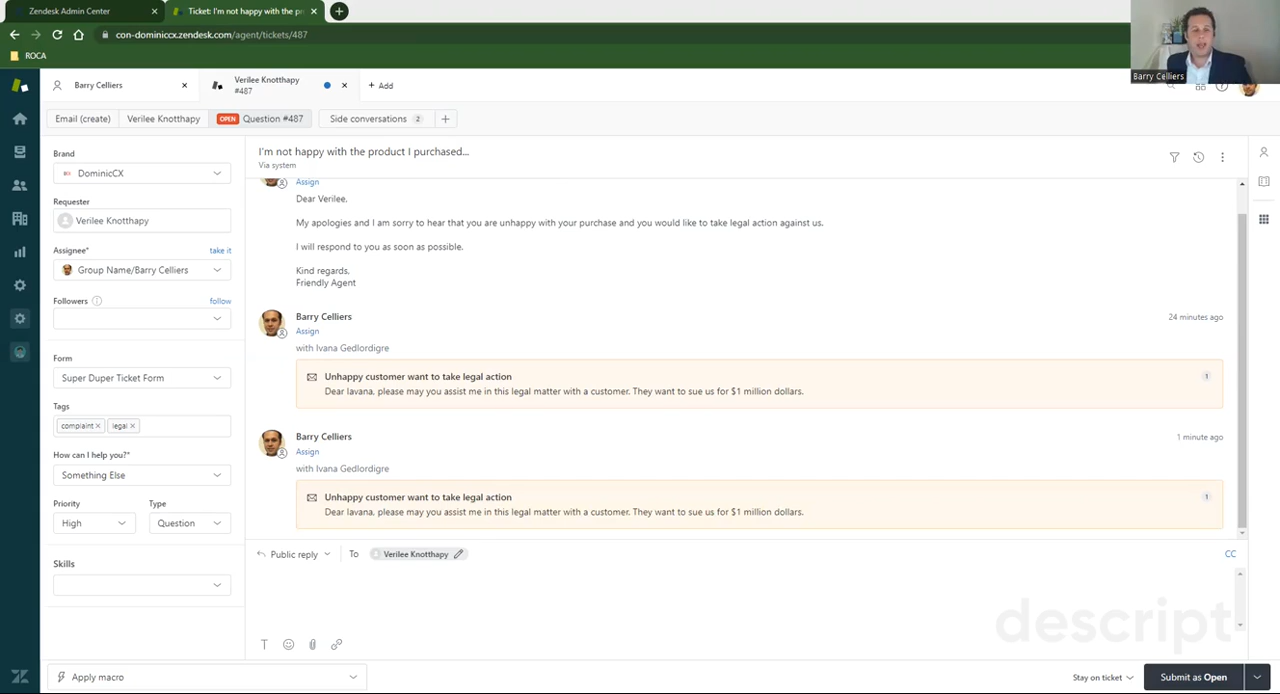 Zendesk Admin Center
Ticket: I'm not happy with the pr
con-dominiccx.zendesk.com/agent/tickets/487
ROCA
Barry Celliers
Barry Celliers
Verilee Knotthapy
#487
+ Add
Email (create)
Verilee Knotthapy
OPEN Question #487
Side conversations 2
Brand
DominicCX
Requester
Verilee Knotthapy
Assignee*
take it
Group Name/Barry Celliers
Followers
follow
Form
Super Duper Ticket Form
Tags
complaint × legal ×
How can I help you?*
Something Else
Priority
Type
High
Question
Skills
I'm not happy with the product I purchased...
Via system
Assign
Dear Verilee,
My apologies and I am sorry to hear that you are unhappy with your purchase and you would like to take legal action against us.
I will respond to you as soon as possible.
Kind regards,
Friendly Agent
Barry Celliers
24 minutes ago
Assign
with Ivana Gedlordigre
Unhappy customer want to take legal action
1
Dear Iavana, please may you assist me in this legal matter with a customer. They want to sue us for $1 million dollars.
Barry Celliers
1 minute ago
Assign
with Ivana Gedlordigre
Unhappy customer want to take legal action
1
Dear Iavana, please may you assist me in this legal matter with a customer. They want to sue us for $1 million dollars.
Public reply
To
Verilee Knotthapy
CC
descript
Apply macro
Stay on ticket
Submit as Open